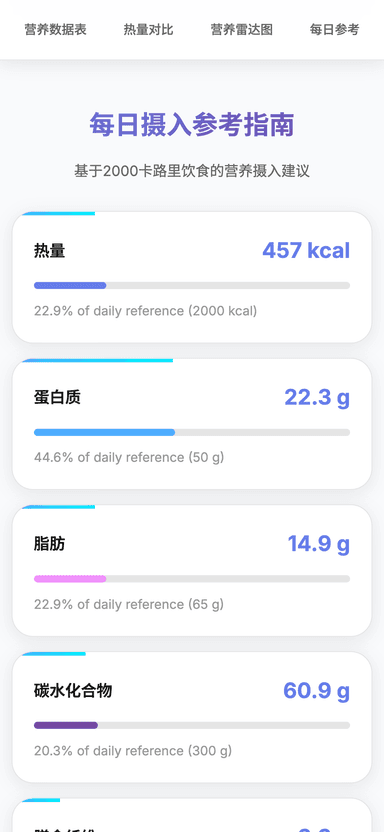 营养数据表 热量对比 营养雷达图 每日参考
每日摄入参考指南
基于2000卡路里饮食的营养摄入建议
热量 457 kcal
22.9% of daily reference (2000 kcal)
蛋白质 22.3 g
44.6% of daily reference (50 g)
脂肪 14.9 g
22.9% of daily reference (65 g)
碳水化合物 60.9 g
20.3% of daily reference (300 g)